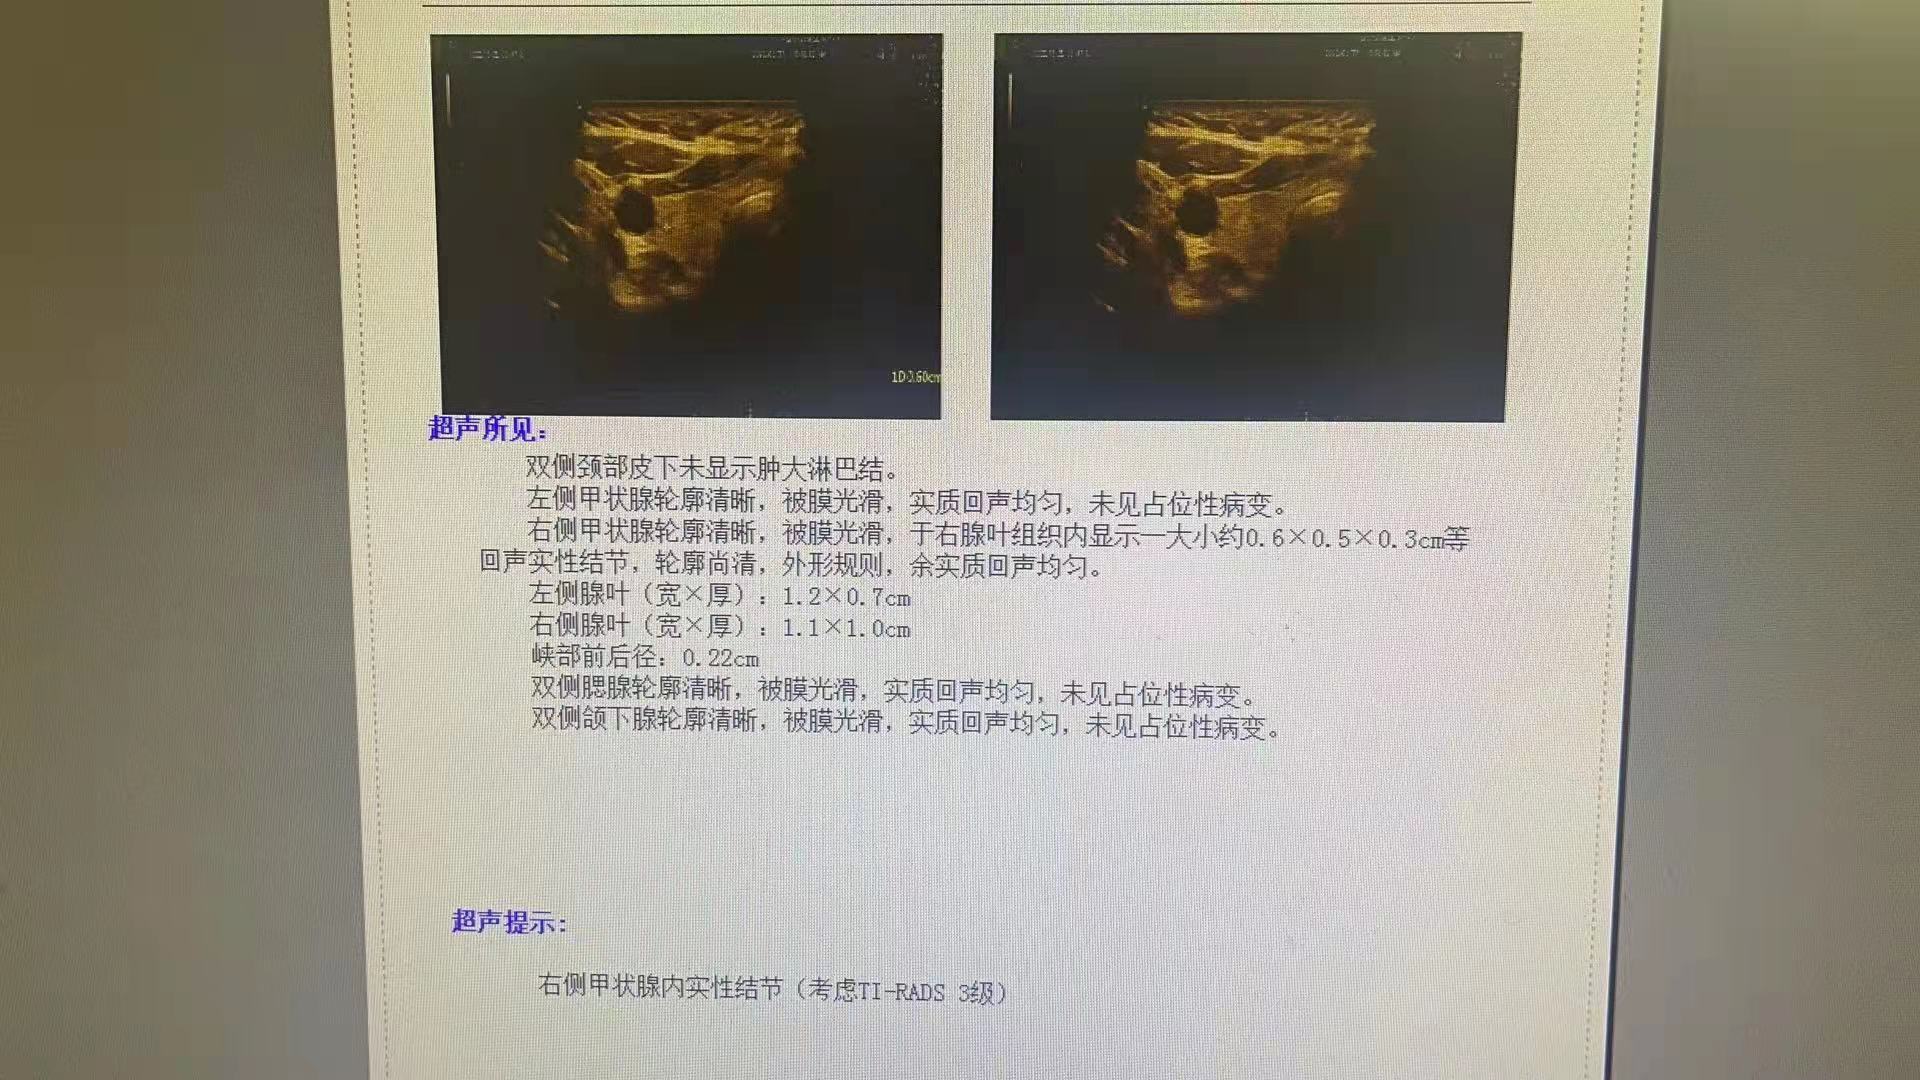 1D 0.60cm
超声所见：
双侧颈部皮下未显示肿大淋巴结。
左侧甲状腺轮廓清晰，被膜光滑，实质回声均匀，未见占位性病变。
右侧甲状腺轮廓清晰，被膜光滑，于右腺叶组织内显示一大小约0.6×0.5×0.3cm等
回声实性结节，轮廓尚清，外形规则，余实质回声均匀。
左侧腺叶（宽×厚）：1.2×0.7cm
右侧腺叶（宽×厚）：1.1×1.0cm
峡部前后径：0.22cm
双侧腮腺轮廓清晰，被膜光滑，实质回声均匀，未见占位性病变。
双侧颌下腺轮廓清晰，被膜光滑，实质回声均匀，未见占位性病变。
超声提示：
右侧甲状腺内实性结节（考虑TI-RADS 3级）